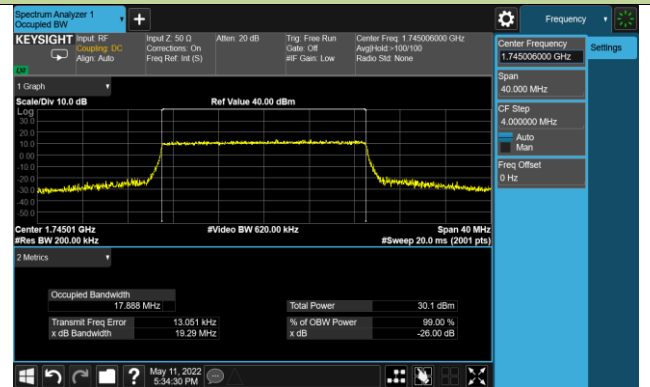 Spectrum Analyzer 1
Occupied BW
Frequency
KEYSIGHT
Input: RF
Coupling: DC
Align: Auto
Input Z: 50 Ω
Corrections: On
Freq Ref: Int (S)
Atten: 20 dB
Trig: Free Run
Gate: Off
#IF Gain: Low
Center Freq: 1.745006000 GHz
Avg|Hold:>100/100
Radio Std: None
LXI
Center Frequency
1.745006000 GHz
Settings
Span
40.000 MHz
CF Step
4.000000 MHz
Auto
Man
Freq Offset
0 Hz
1 Graph
Scale/Div 10.0 dB
Ref Value 40.00 dBm
Log
30.0
20.0
10.0
0.00
-10.0
-20.0
-30.0
-40.0
-50.0
Center 1.74501 GHz
#Video BW 620.00 kHz
Span 40 MHz
#Res BW 200.00 kHz
#Sweep 20.0 ms (2001 pts)
2 Metrics
Occupied Bandwidth
17.888 MHz
Total Power
30.1 dBm
Transmit Freq Error
13.051 kHz
% of OBW Power
99.00 %
x dB Bandwidth
19.29 MHz
x dB
-26.00 dB
?
May 11, 2022
5:34:30 PM